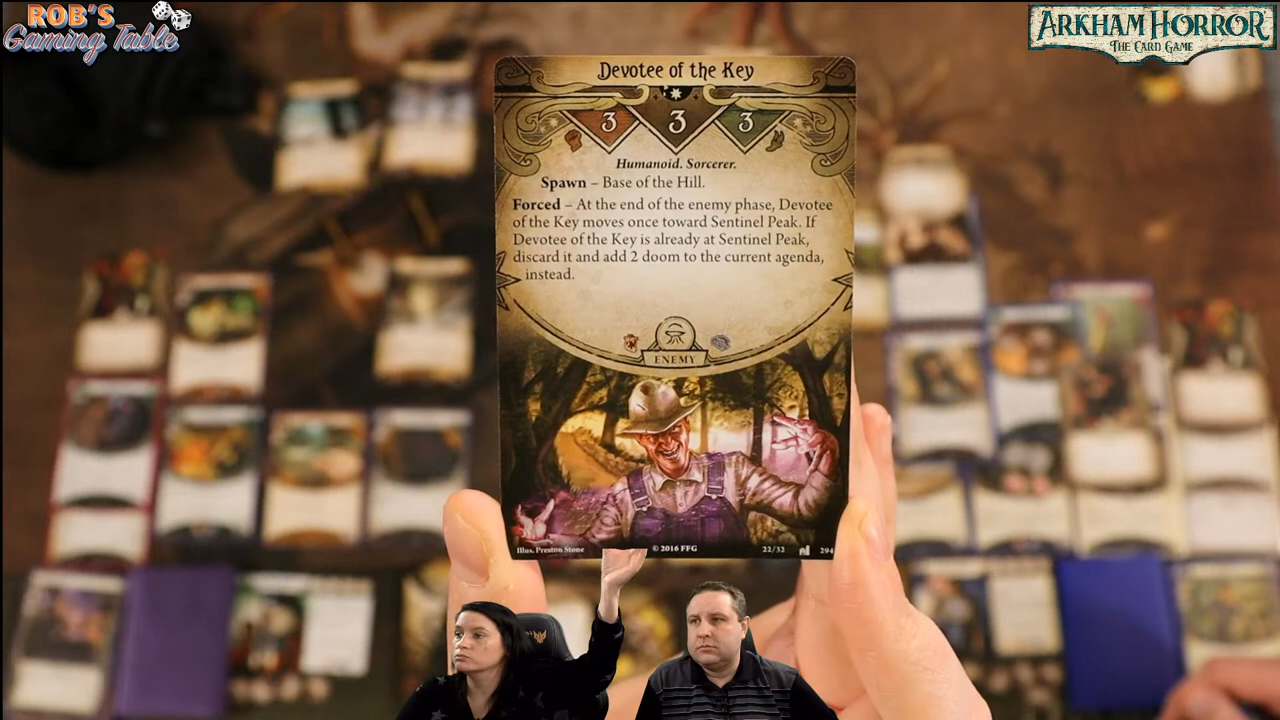 ROB'S
Gaming Table
ARKHAM HORROR
THE CARD GAME
Devotee of the Key
3 3 3
Humanoid. Sorcerer.
Spawn – Base of the Hill.
Forced – At the end of the enemy phase, Devotee
of the Key moves once toward Sentinel Peak. If
Devotee of the Key is already at Sentinel Peak,
discard it and add 2 doom to the current agenda,
instead.
ENEMY
Illus. Preston Stone © 2016 FFG 22/32 294